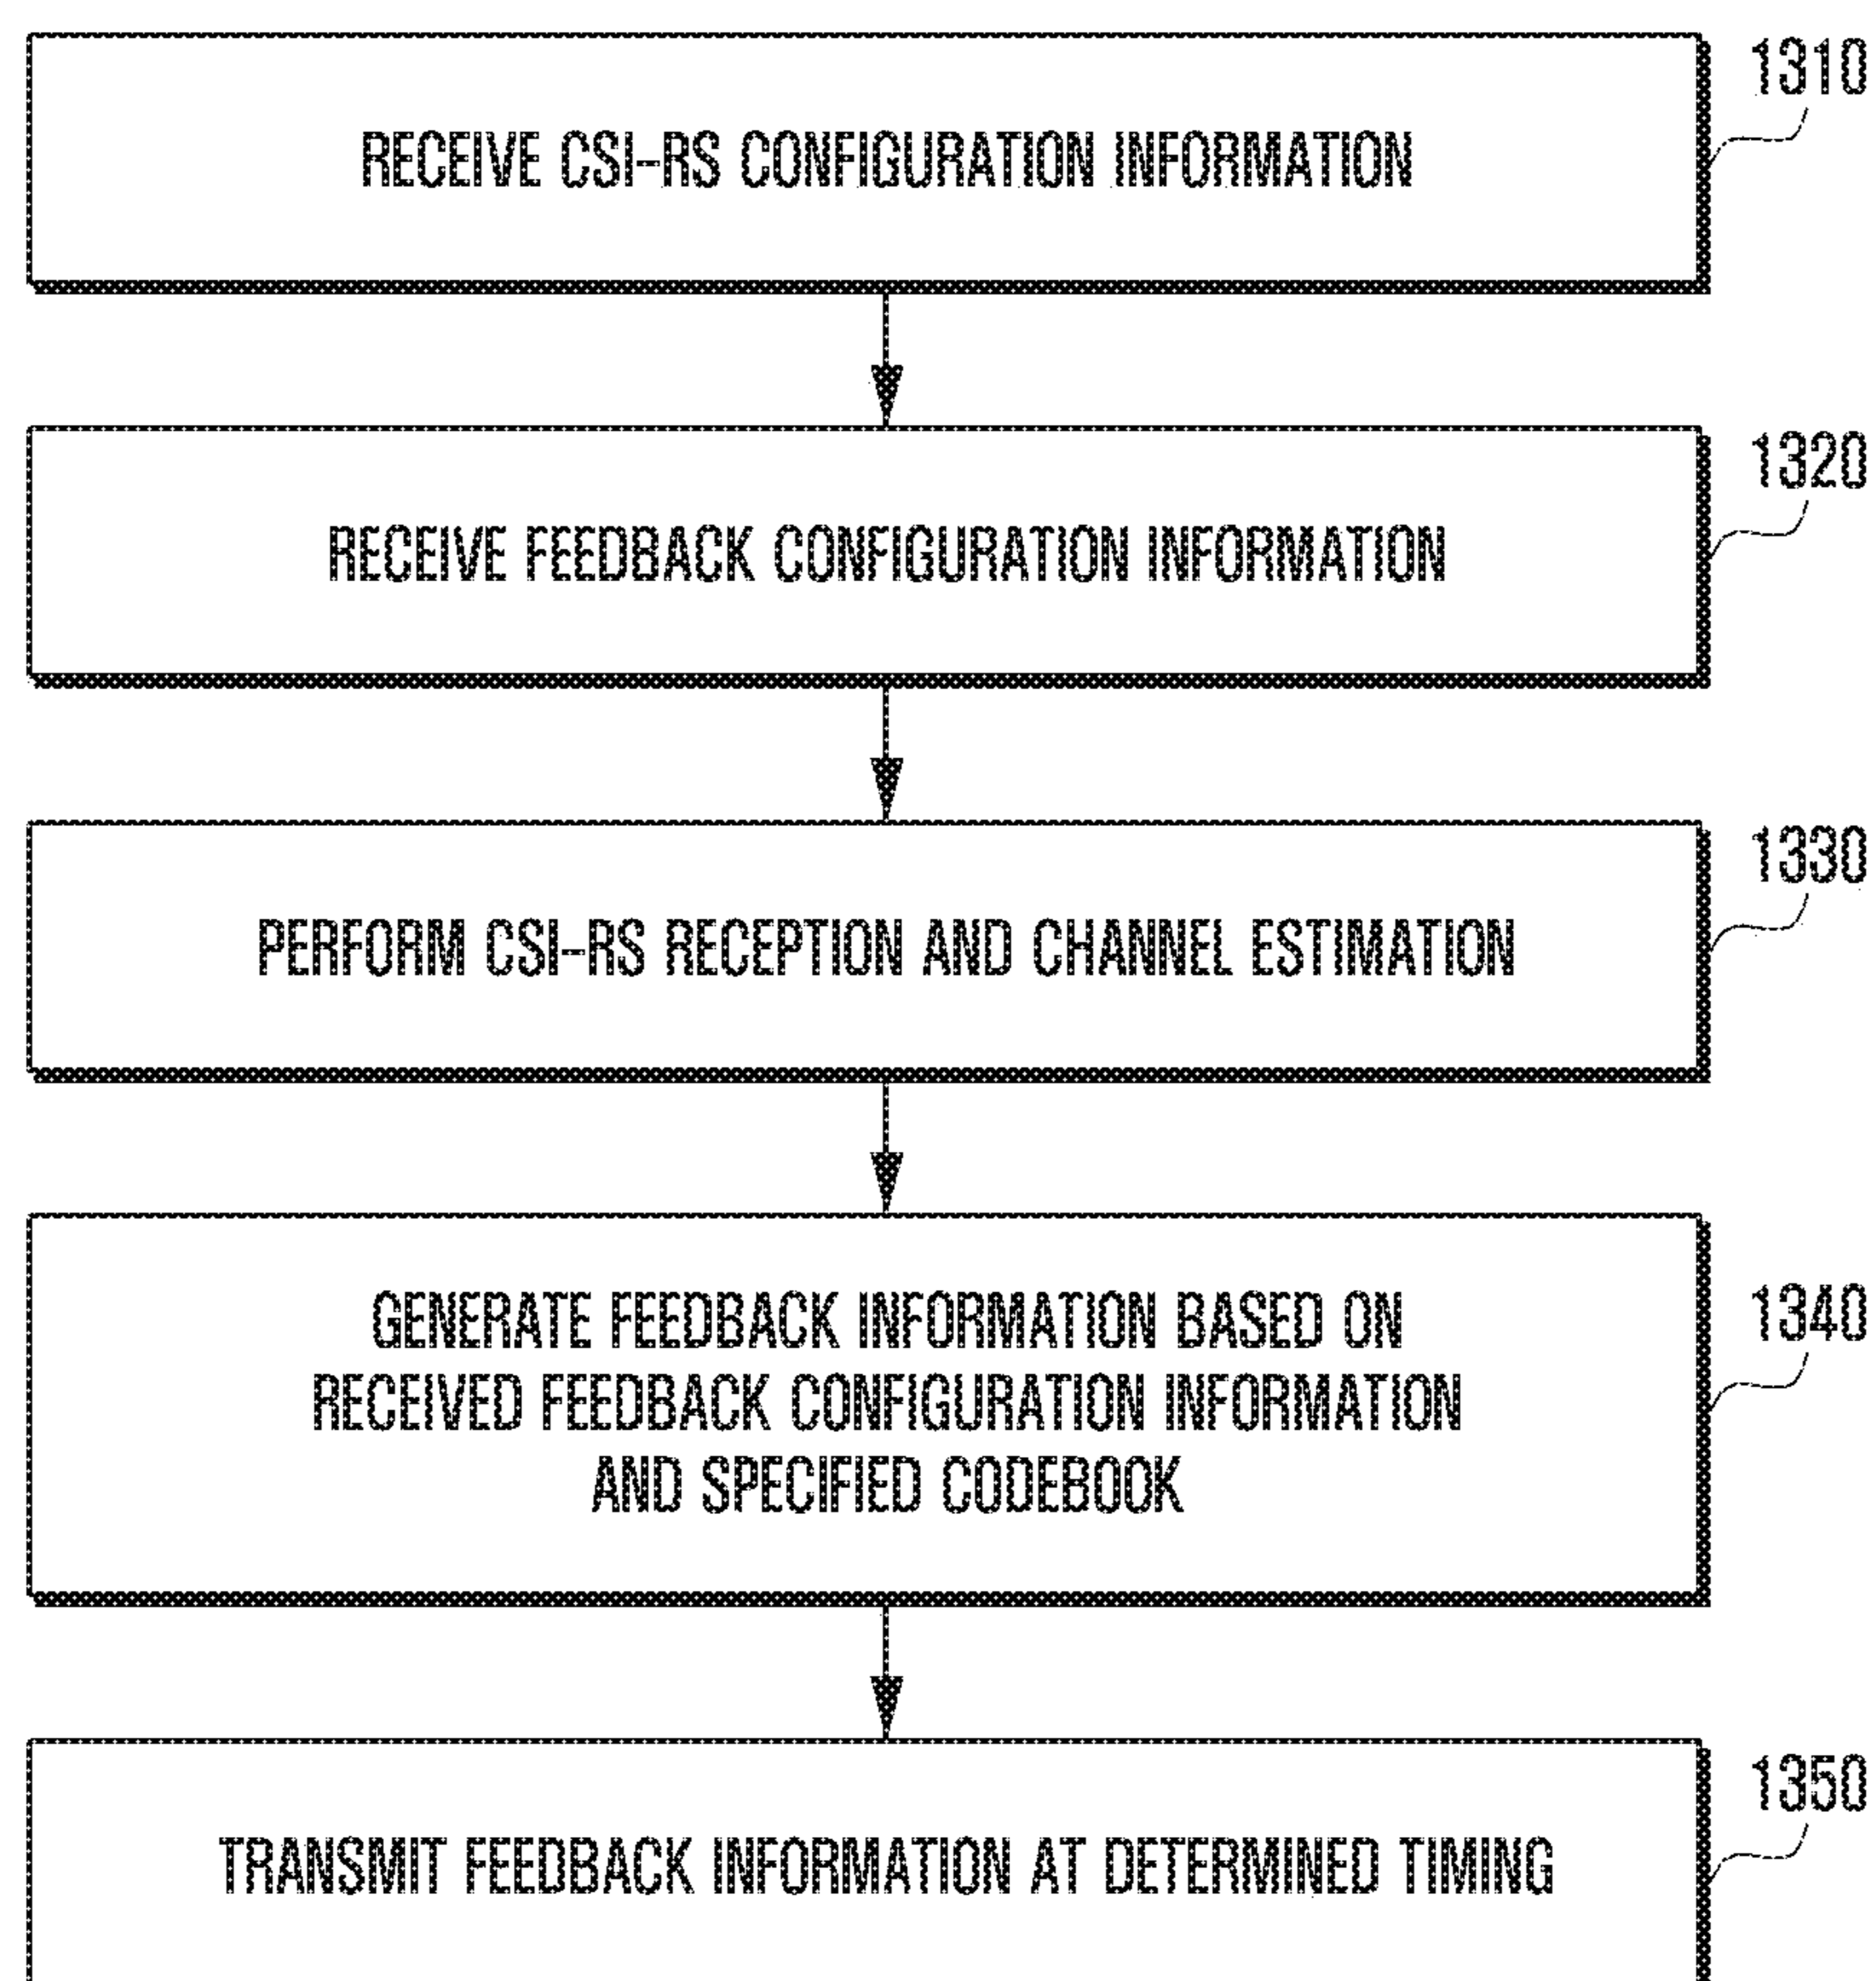 1310
RECEIVE CSI-RS CONFIGURATION INFORMATION
1320
RECEIVE FEEDBACK CONFIGURATION INFORMATION
1330
PERFORM CSI-RS RECEPTION AND CHANNEL ESTIMATION
1340
GENERATE FEEDBACK INFORMATION BASED ON
RECEIVED FEEDBACK CONFIGURATION INFORMATION
AND SPECIFIED CODEBOOK
1350
TRANSMIT FEEDBACK INFORMATION AT DETERMINED TIMING